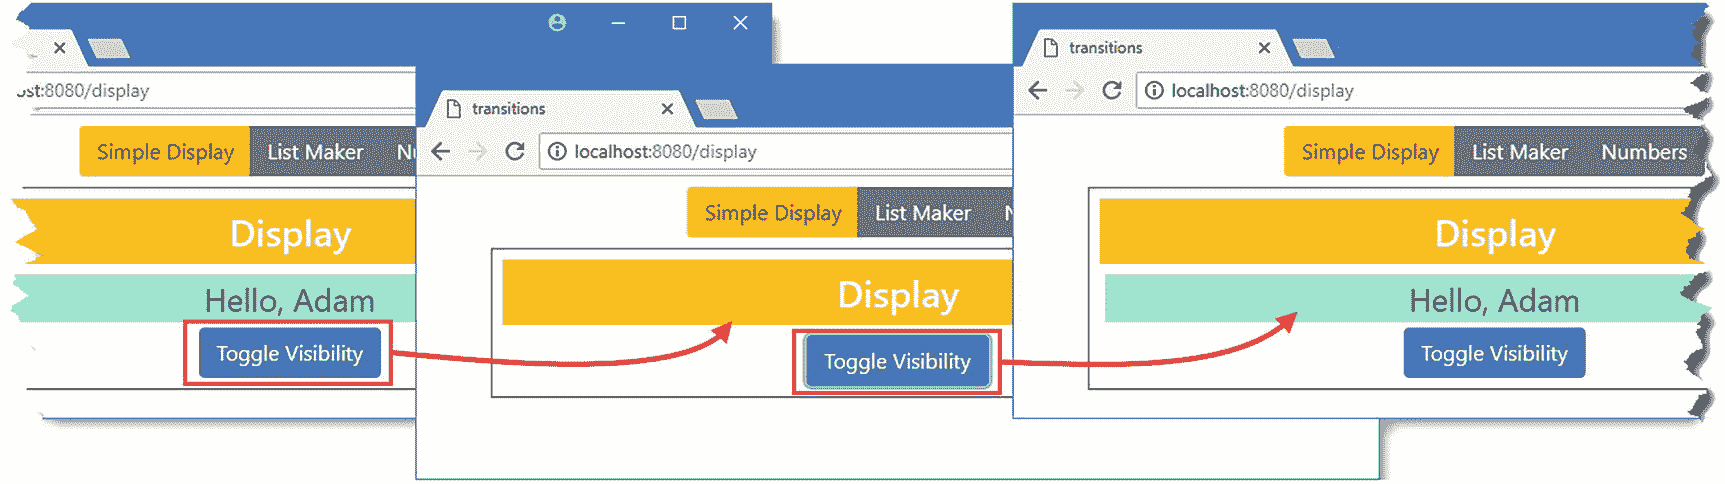 ost:8080/display
Simple Display List Maker
Display
Hello, Adam
Toggle Visibility
transitions
localhost:8080/display
Simple Display List Maker
Display
Toggle Visibility
transitions
localhost:8080/display
Simple Display List Maker Numbers
Display
Hello, Adam
Toggle Visibility